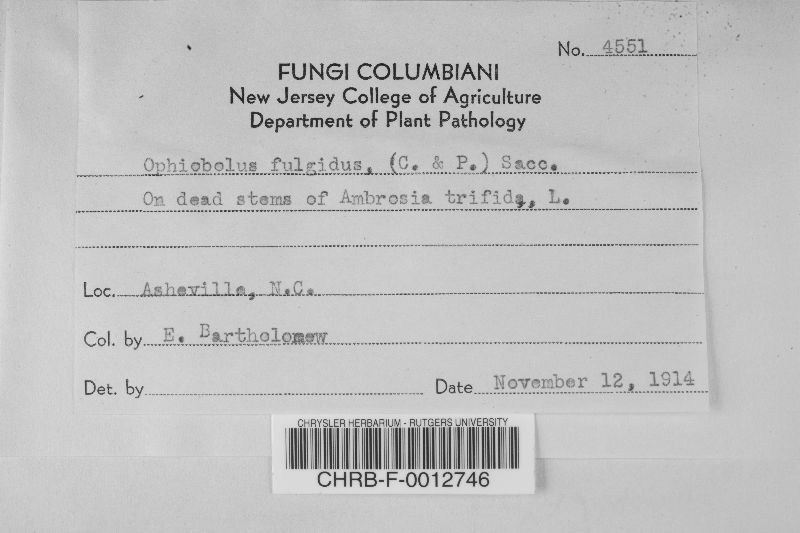 No. 4551
FUNGI COLUMBIANI
New Jersey College of Agriculture
Department of Plant Pathology
Ophiobolus fulgidus, (C. & P.) Sacc.
On dead stems of Ambrosia trifida, L.
Loc. Asheville, N.C.
Col. by E. Bartholomew
Det. by
Date November 12, 1914
CHRYSLER HERBARIUM - RUTGERS UNIVERSITY
CHRB-F-0012746